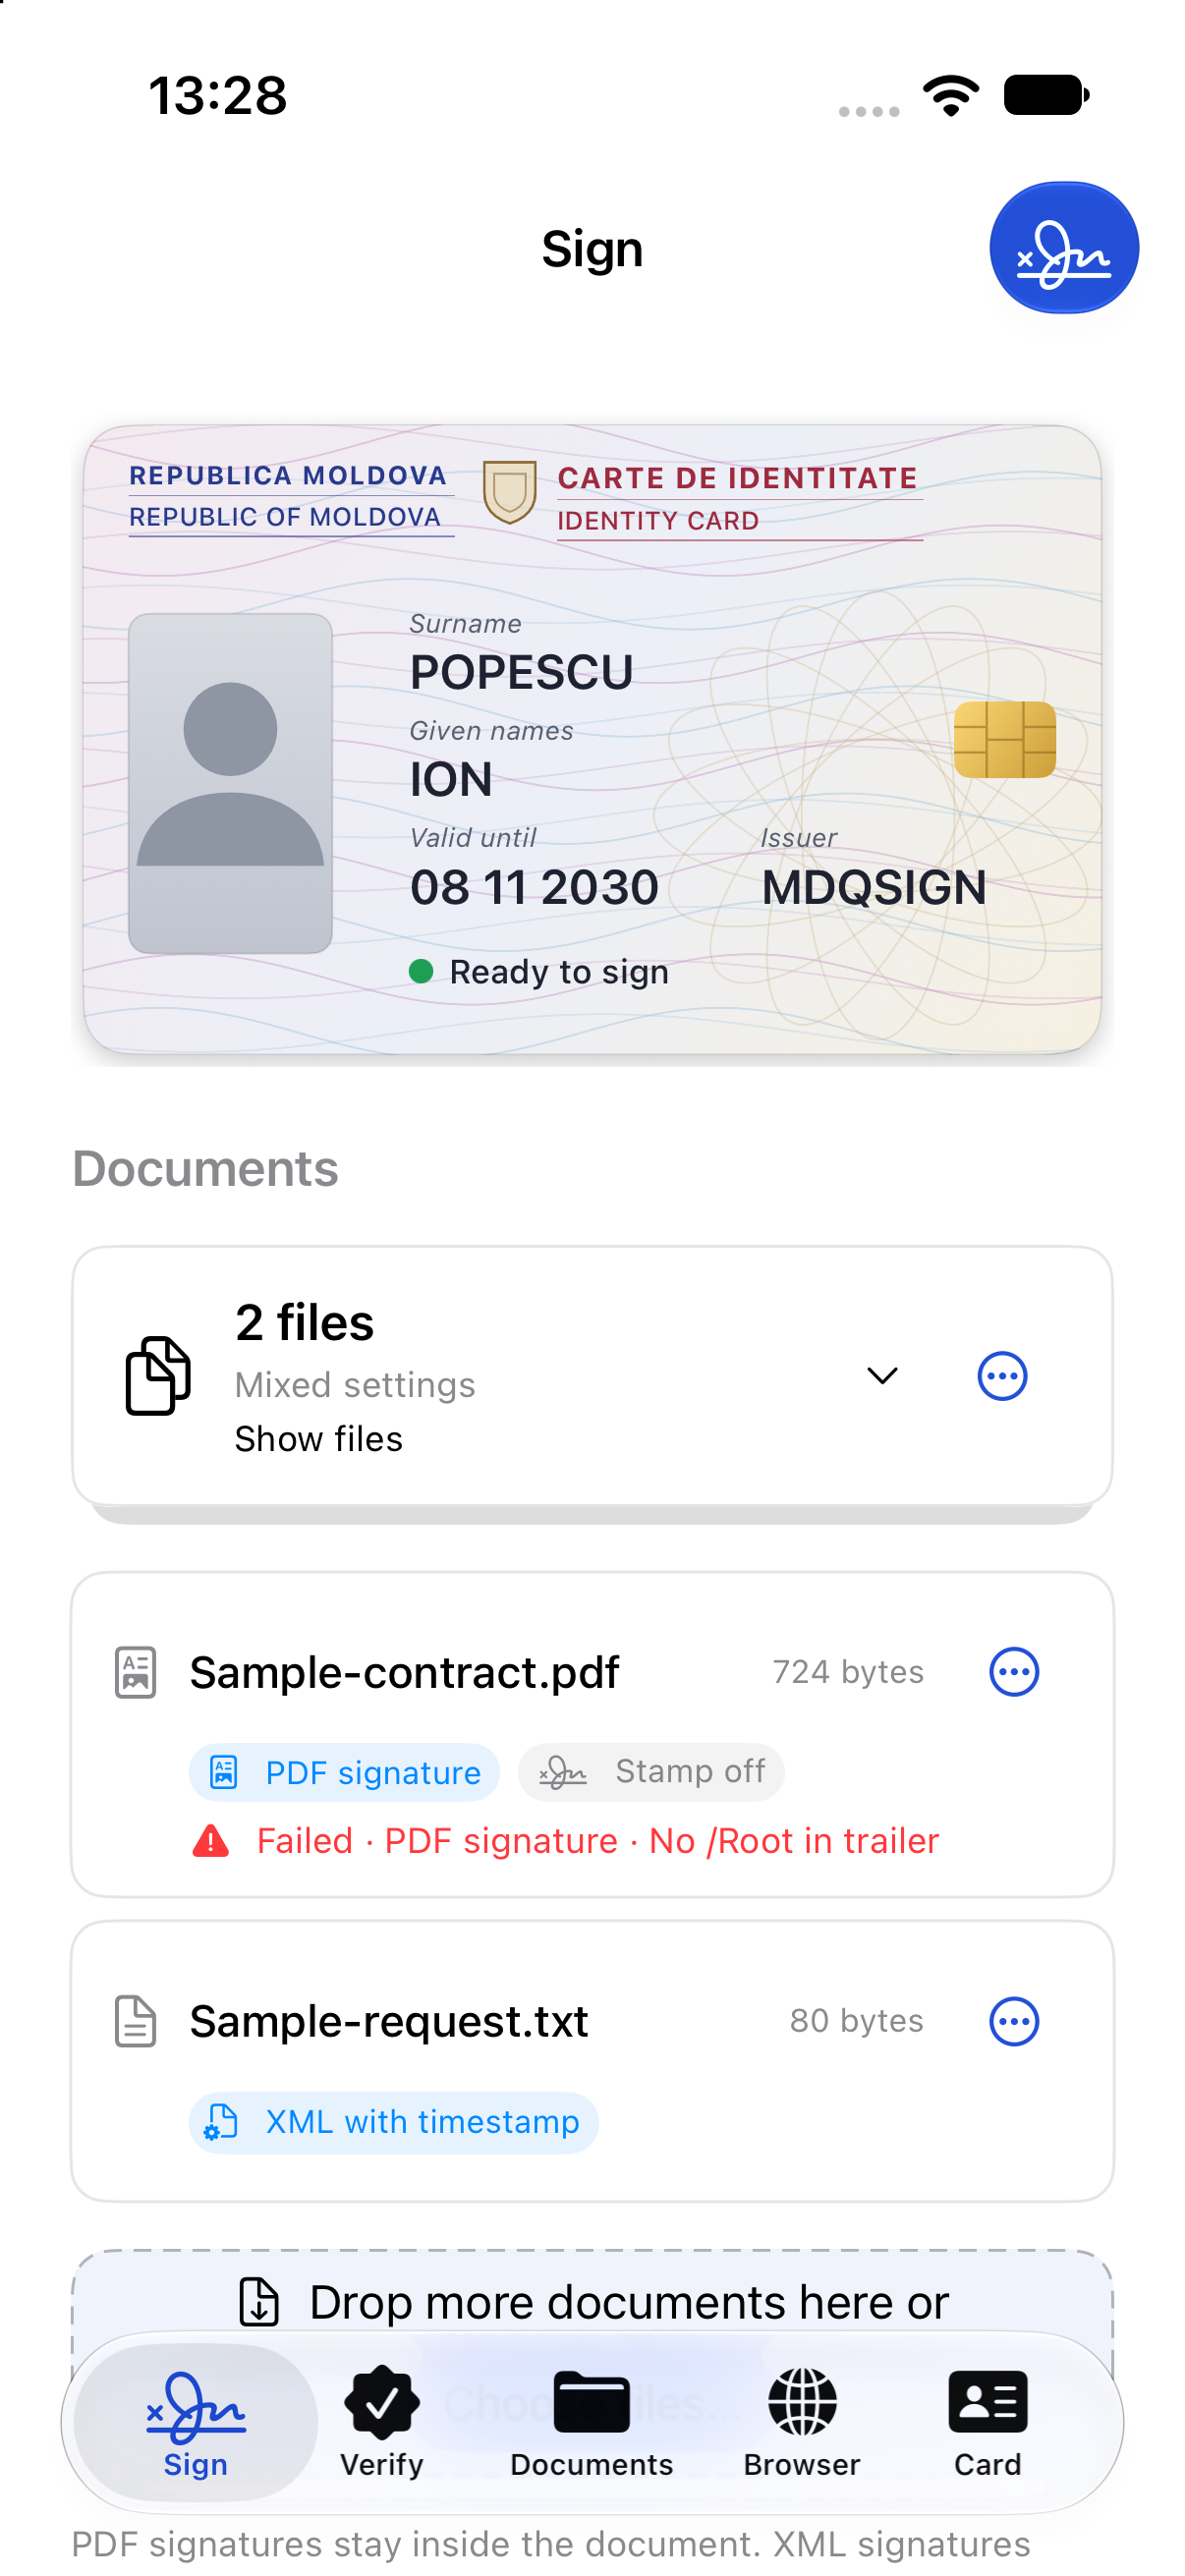 13:28
Sign
REPUBLICA MOLDOVA
REPUBLIC OF MOLDOVA
CARTE DE IDENTITATE
IDENTITY CARD
Surname
POPESCU
Given names
ION
Valid until
08 11 2030
Issuer
MDQSIGN
Ready to sign
Documents
2 files
Mixed settings
Show files
Sample-contract.pdf
724 bytes
PDF signature
Stamp off
Failed · PDF signature · No /Root in trailer
Sample-request.txt
80 bytes
XML with timestamp
Drop more documents here or
Choose files...
Sign
Verify
Documents
Browser
Card
PDF signatures stay inside the document. XML signatures